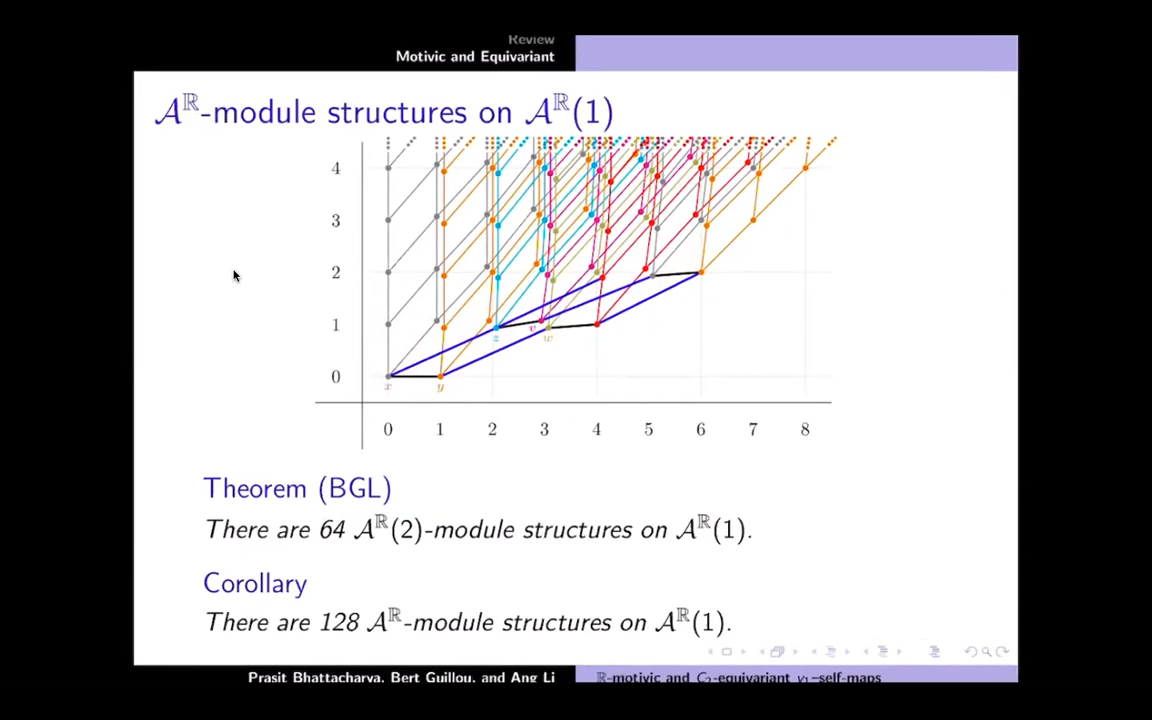 Review
Motivic and Equivariant
𝒜^ℝ-module structures on 𝒜^ℝ(1)
4
3
2
1
0
z v w
x y
0 1 2 3 4 5 6 7 8
Theorem (BGL)
There are 64 𝒜^ℝ(2)-module structures on 𝒜^ℝ(1).
Corollary
There are 128 𝒜^ℝ-module structures on 𝒜^ℝ(1).
Prasit Bhattacharya, Bert Guillou, and Ang Li
ℝ-motivic and C₂-equivariant v₁-self-maps